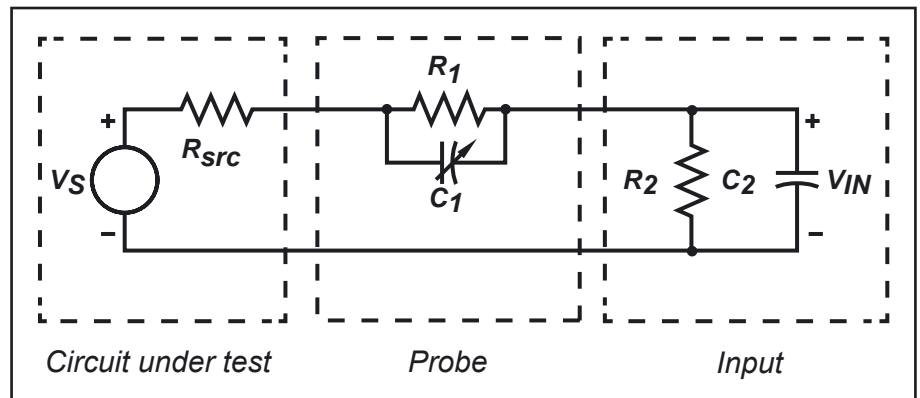 R1
+
Rsrc
VS
C1
−
+
R2
C2
VIN
−
Circuit under test
Probe
Input